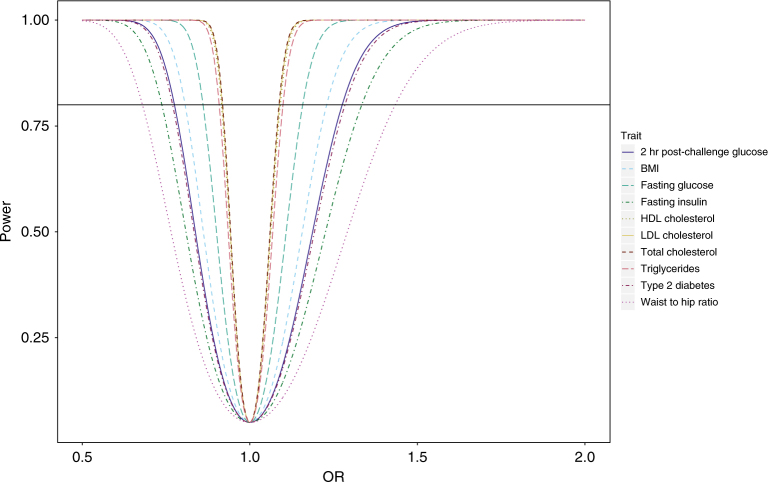 1.00
0.75
0.50
0.25
Power
0.5
1.0
1.5
2.0
OR
Trait
2 hr post-challenge glucose
BMI
Fasting glucose
Fasting insulin
HDL cholesterol
LDL cholesterol
Total cholesterol
Triglycerides
Type 2 diabetes
Waist to hip ratio